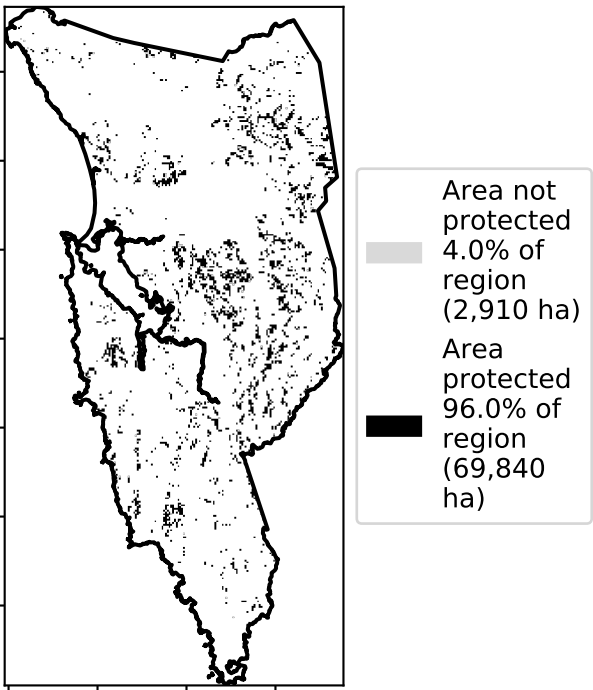 Area not
protected
4.0% of
region
(2,910 ha)
Area
protected
96.0% of
region
(69,840
ha)